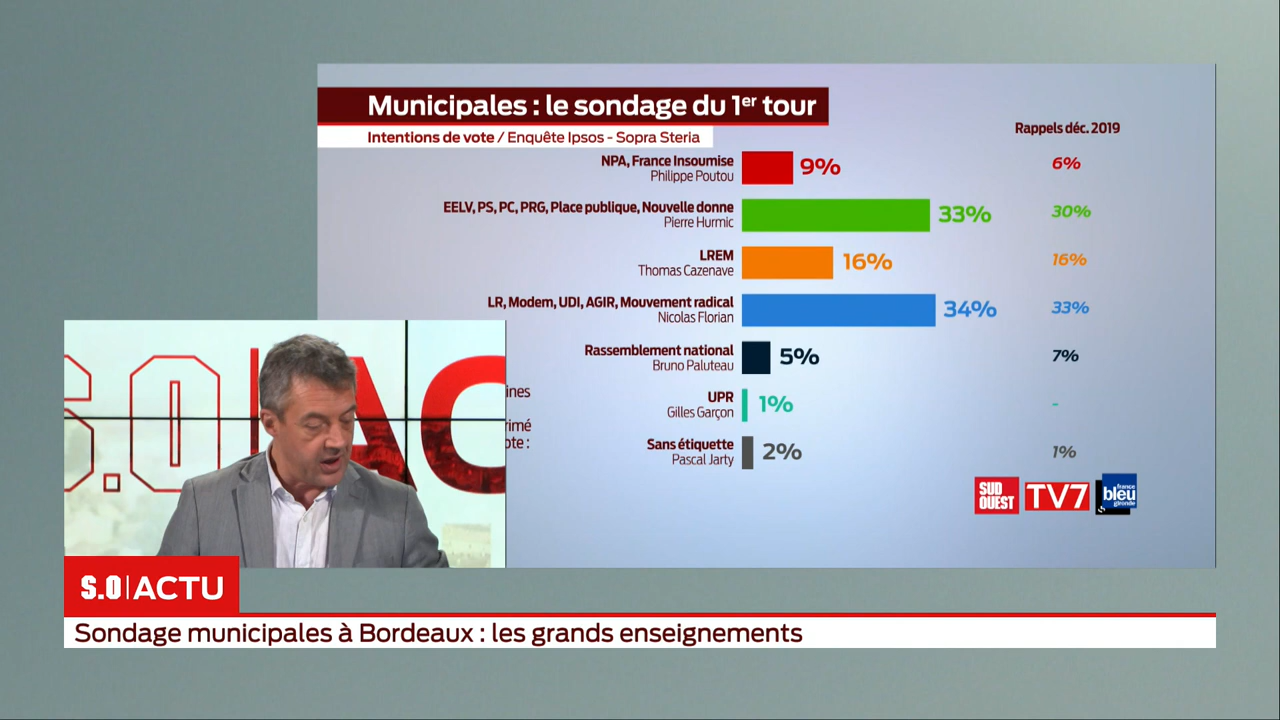 Municipales : le sondage du 1er tour
Intentions de vote / Enquête Ipsos - Sopra Steria
Rappels déc. 2019
NPA, France Insoumise
Philippe Poutou
9%
6%
EELV, PS, PC, PRG, Place publique, Nouvelle donne
Pierre Hurmic
33%
30%
LREM
Thomas Cazenave
16%
16%
LR, Modem, UDI, AGIR, Mouvement radical
Nicolas Florian
34%
33%
Rassemblement national
Bruno Paluteau
5%
7%
ines
UPR
Gilles Garçon
1%
-
rimé
ote :
Sans étiquette
Pascal Jarty
2%
1%
SUD OUEST
TV7
france
bleu
gironde
S.O AC
S.O | ACTU
Sondage municipales à Bordeaux : les grands enseignements